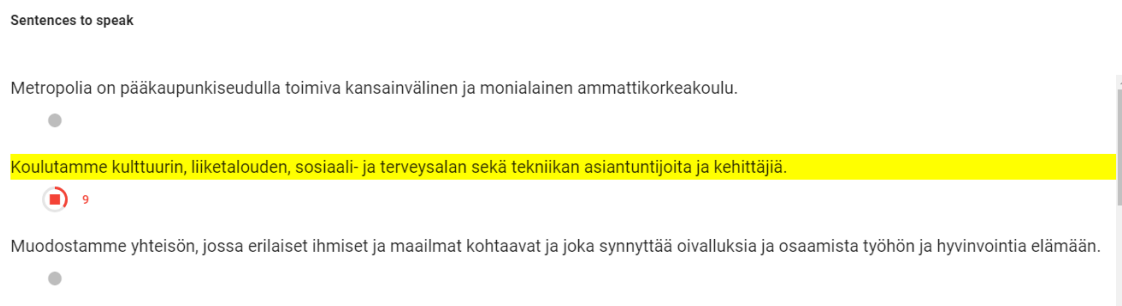 Sentences to speak
Metropolia on pääkaupunkiseudulla toimiva kansainvälinen ja monialainen ammattikorkeakoulu.
Koulutamme kulttuurin, liiketalouden, sosiaali- ja terveysalan sekä tekniikan asiantuntijoita ja kehittäjiä.
9
Muodostamme yhteisön, jossa erilaiset ihmiset ja maailmat kohtaavat ja joka synnyttää oivalluksia ja osaamista työhön ja hyvinvointia elämään.